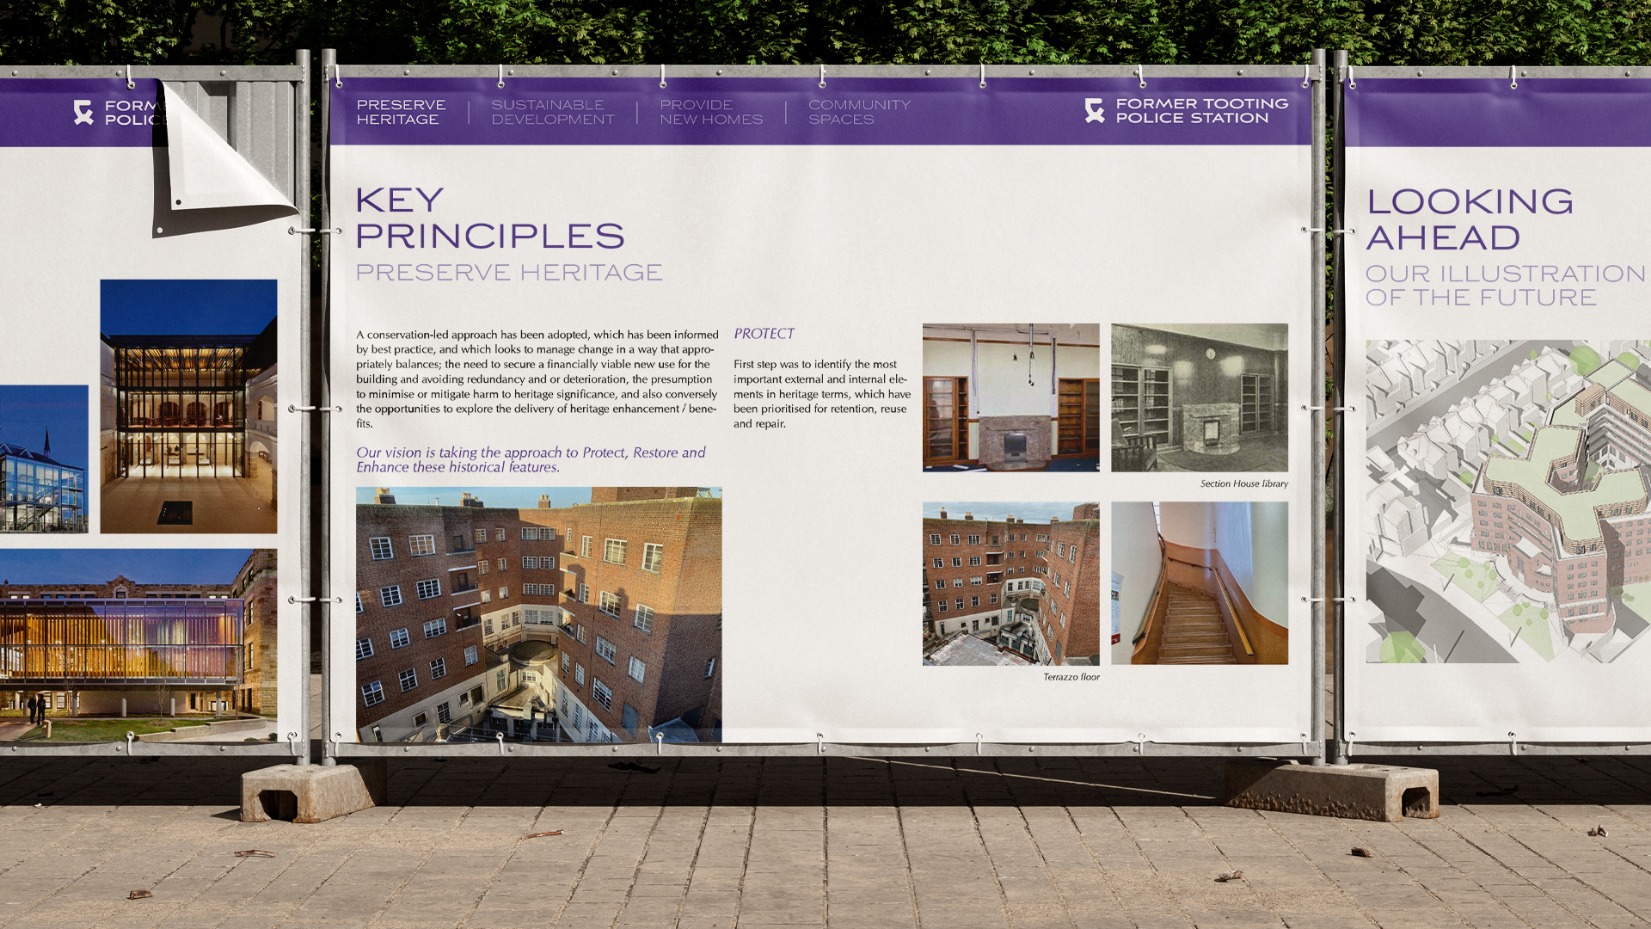 FORM
POLIC
PRESERVE
HERITAGE
SUSTAINABLE
DEVELOPMENT
PROVIDE
NEW HOMES
COMMUNITY
SPACES
FORMER TOOTING
POLICE STATION
KEY
PRINCIPLES
PRESERVE HERITAGE
A conservation-led approach has been adopted, which has been informed
by best practice, and which looks to manage change in a way that appro-
priately balances; the need to secure a financially viable new use for the
building and avoiding redundancy and or deterioration, the presumption
to minimise or mitigate harm to heritage significance, and also conversely
the opportunities to explore the delivery of heritage enhancement / bene-
fits.
Our vision is taking the approach to Protect, Restore and
Enhance these historical features.
PROTECT
First step was to identify the most
important external and internal ele-
ments in heritage terms, which have
been prioritised for retention, reuse
and repair.
Section House library
Terrazzo floor
LOOKING
AHEAD
OUR ILLUSTRATION
OF THE FUTURE